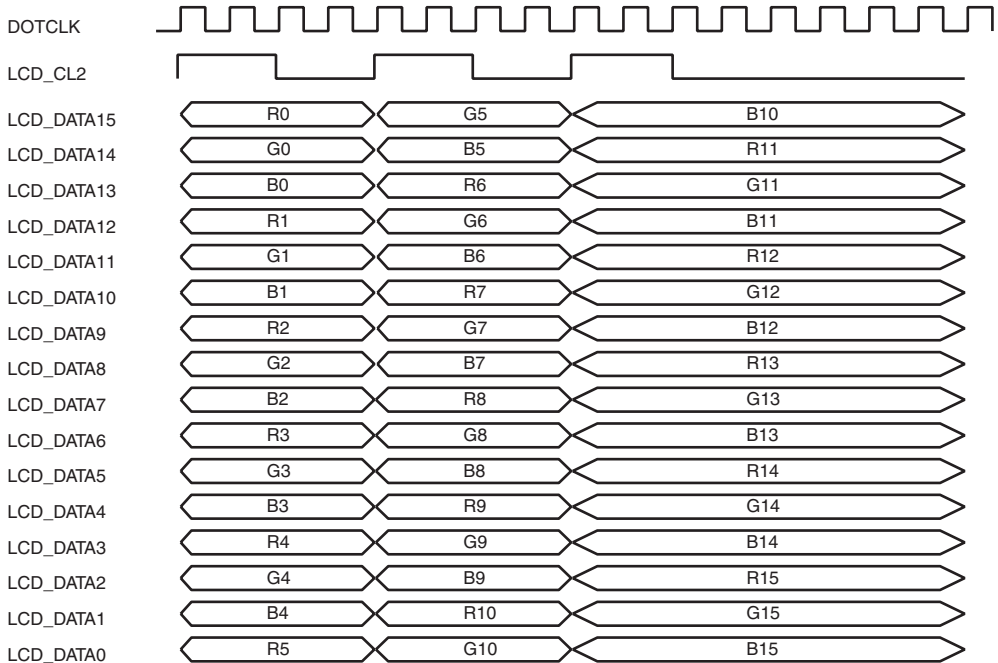 DOTCLK
LCD_CL2
LCD_DATA15 R0 G5 B10
LCD_DATA14 G0 B5 R11
LCD_DATA13 B0 R6 G11
LCD_DATA12 R1 G6 B11
LCD_DATA11 G1 B6 R12
LCD_DATA10 B1 R7 G12
LCD_DATA9 R2 G7 B12
LCD_DATA8 G2 B7 R13
LCD_DATA7 B2 R8 G13
LCD_DATA6 R3 G8 B13
LCD_DATA5 G3 B8 R14
LCD_DATA4 B3 R9 G14
LCD_DATA3 R4 G9 B14
LCD_DATA2 G4 B9 R15
LCD_DATA1 B4 R10 G15
LCD_DATA0 R5 G10 B15